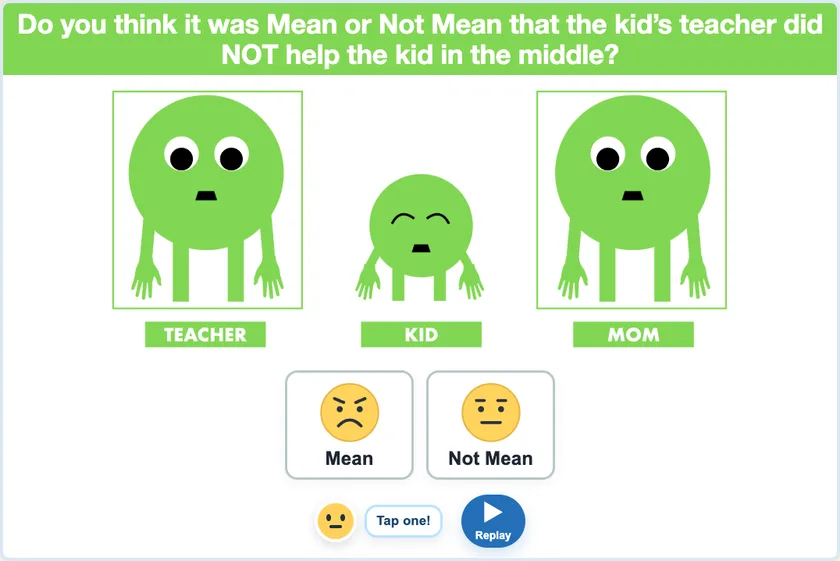 Do you think it was Mean or Not Mean that the kid’s teacher did
NOT help the kid in the middle?
TEACHER
KID
MOM
Mean
Not Mean
Tap one!
Replay